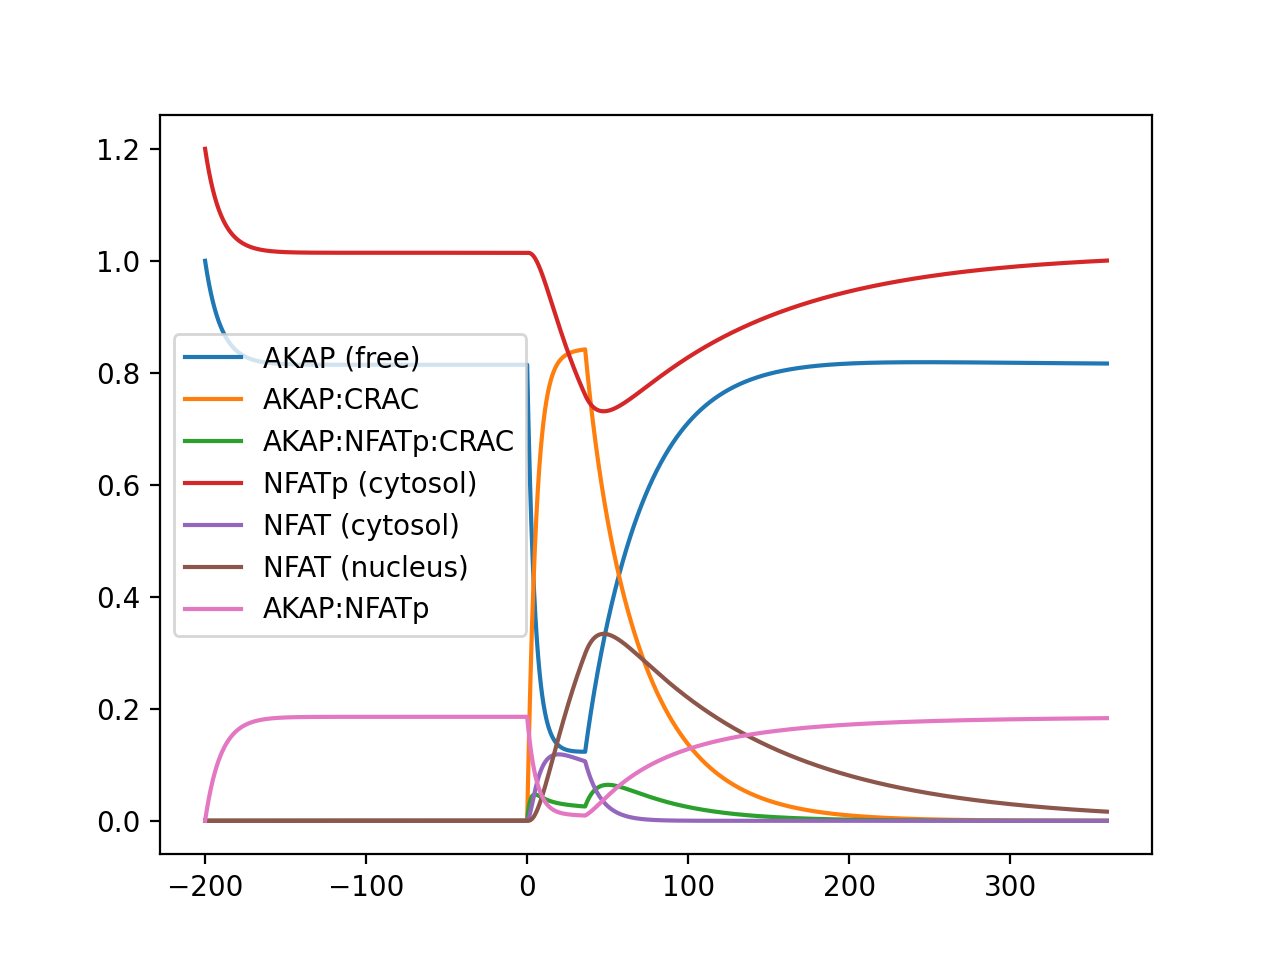 1.2
1.0
0.8
0.6
0.4
0.2
0.0
AKAP (free)
AKAP:CRAC
AKAP:NFATp:CRAC
NFATp (cytosol)
NFAT (cytosol)
NFAT (nucleus)
AKAP:NFATp
−200 −100 0 100 200 300